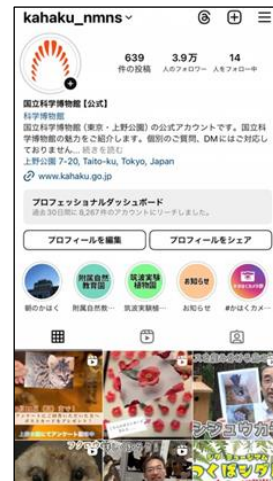 kahaku_nmns
639
3.9万
14
件の投稿
人のフォロワー
人をフォロー中
国立科学博物館【公式】
科学博物館
国立科学博物館（東京・上野公園）の公式アカウントです。国立科
学博物館の魅力をご紹介します。個別のご質問、DMにはご対応し
ておりません... 続きを読む
上野公園 7-20, Taito-ku, Tokyo, Japan
www.kahaku.go.jp
プロフェッショナルダッシュボード
過去30日間に8,267件のアカウントにリーチしました。
プロフィールを編集
プロフィールをシェア
附属自然
教育園
筑波実験
植物園
お知らせ
朝のかはく
附属自然教…
筑波実験植…
お知らせ
#かはくカメ…
シジュウカ
つくばシダ